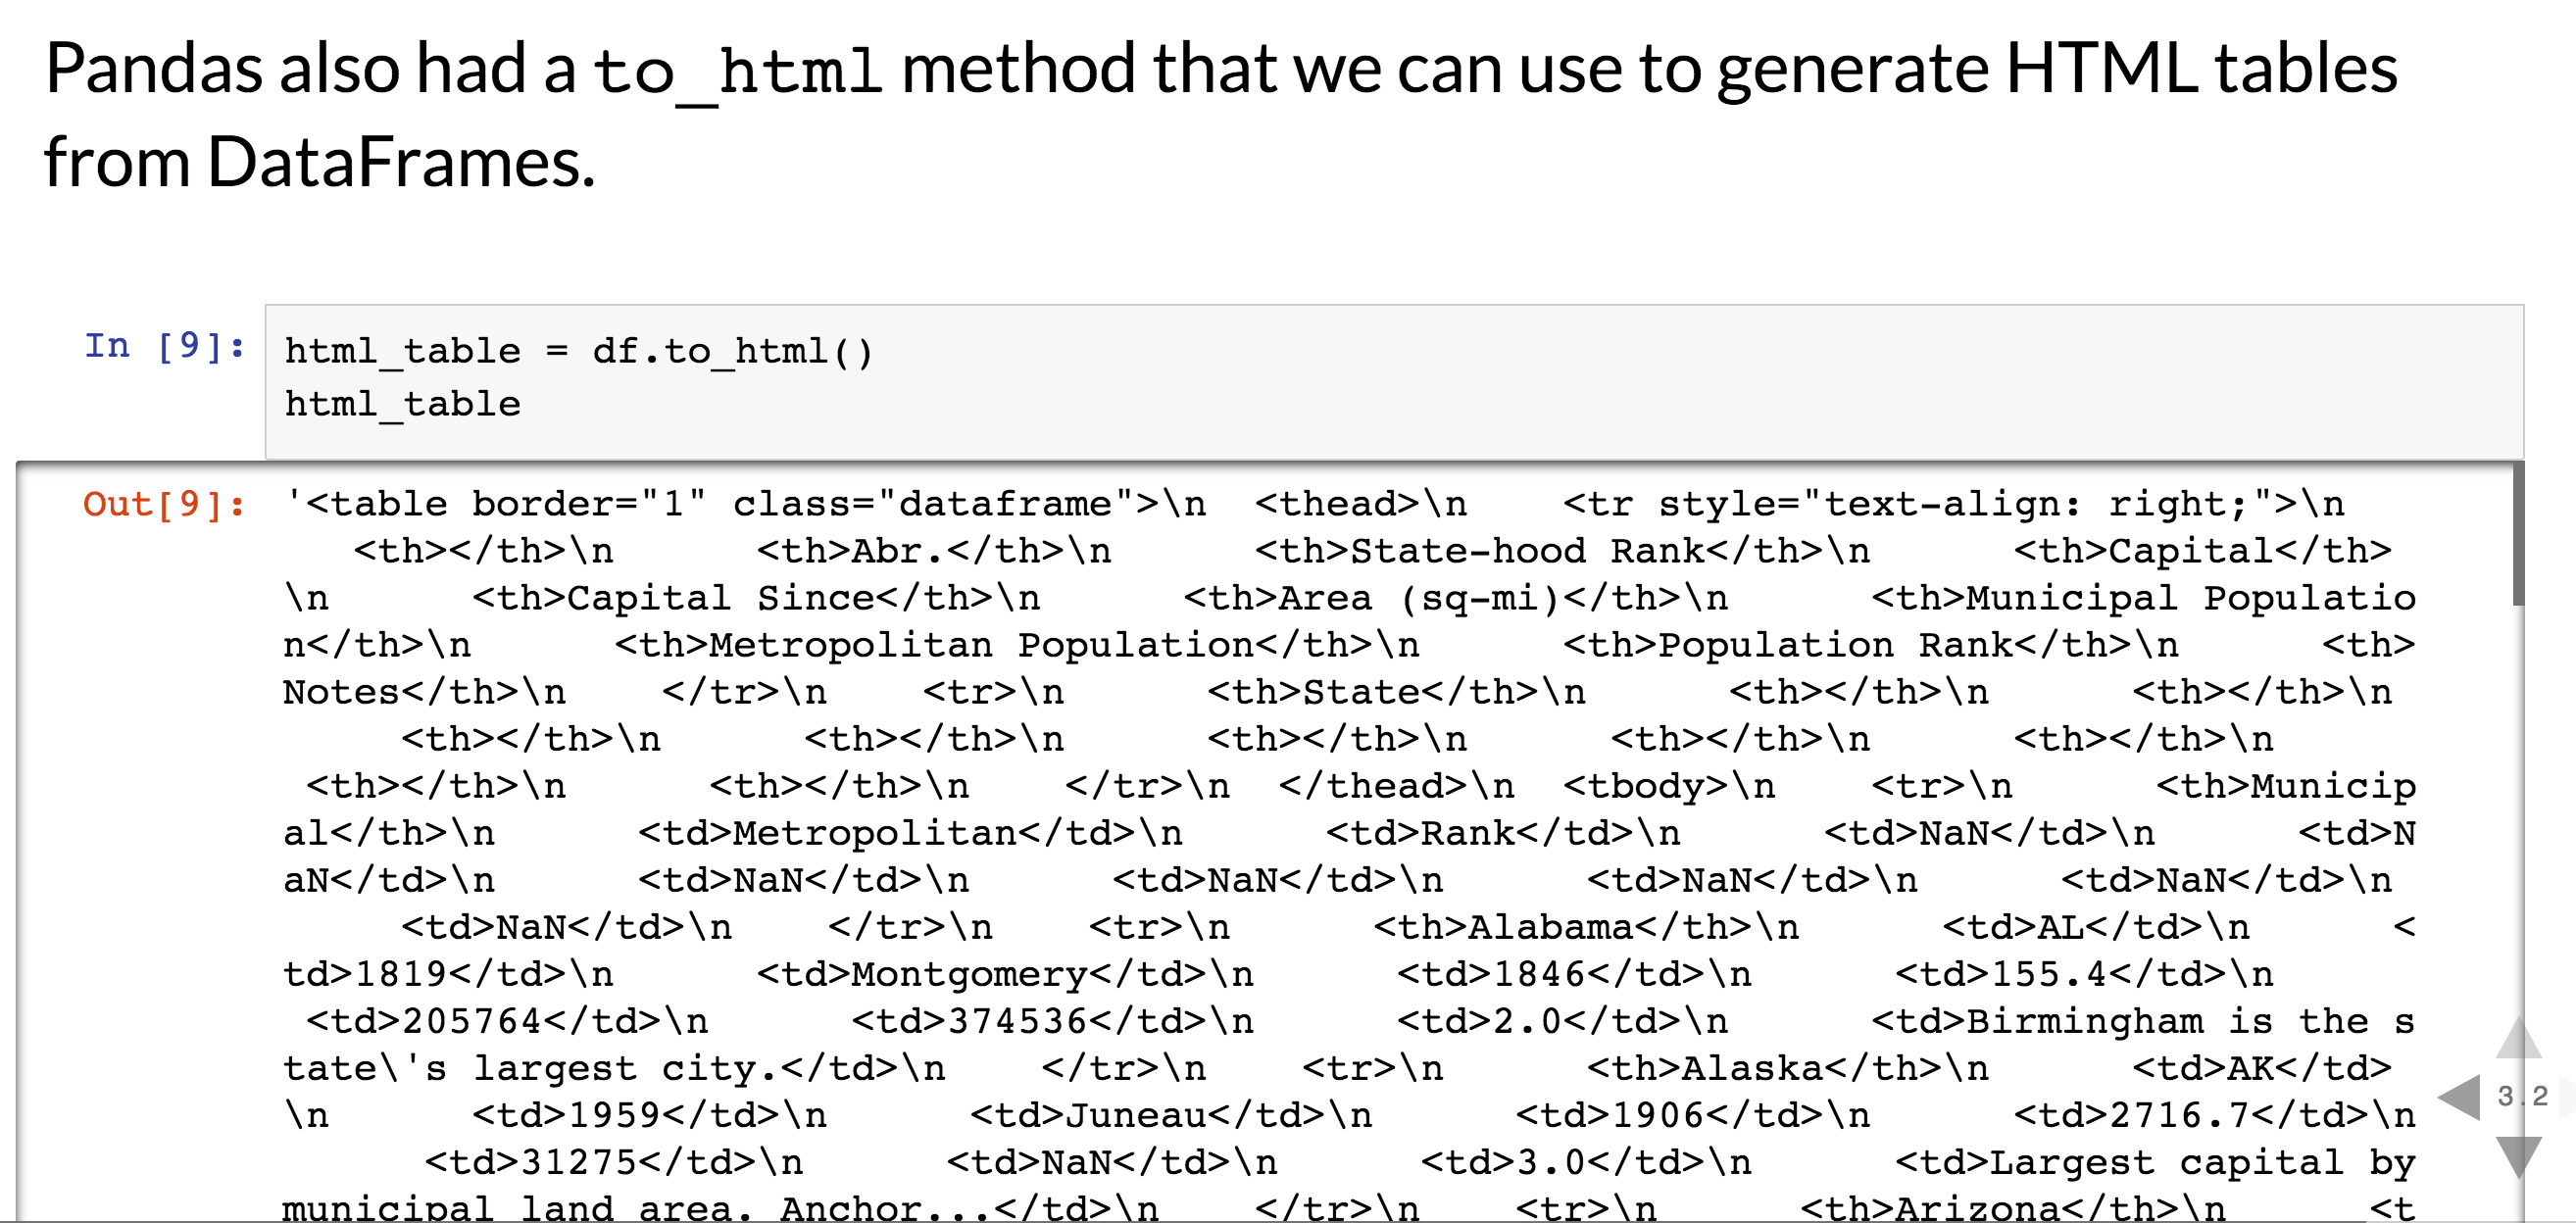 Pandas also had a to_html method that we can use to generate HTML tables
from DataFrames.
In [9]: html_table = df.to_html()
html_table
Out[9]: '<table border="1" class="dataframe">\n  <thead>\n    <tr style="text-align: right;">\n
   <th></th>\n      <th>Abr.</th>\n      <th>State-hood Rank</th>\n      <th>Capital</th>
\n      <th>Capital Since</th>\n      <th>Area (sq-mi)</th>\n      <th>Municipal Populatio
n</th>\n      <th>Metropolitan Population</th>\n      <th>Population Rank</th>\n      <th>
Notes</th>\n    </tr>\n    <tr>\n      <th>State</th>\n      <th></th>\n      <th></th>\n
     <th></th>\n      <th></th>\n      <th></th>\n      <th></th>\n      <th></th>\n
 <th></th>\n      <th></th>\n    </tr>\n  </thead>\n  <tbody>\n    <tr>\n      <th>Municip
al</th>\n      <td>Metropolitan</td>\n      <td>Rank</td>\n      <td>NaN</td>\n      <td>N
aN</td>\n      <td>NaN</td>\n      <td>NaN</td>\n      <td>NaN</td>\n      <td>NaN</td>\n
     <td>NaN</td>\n    </tr>\n    <tr>\n      <th>Alabama</th>\n      <td>AL</td>\n      <
td>1819</td>\n      <td>Montgomery</td>\n      <td>1846</td>\n      <td>155.4</td>\n
 <td>205764</td>\n      <td>374536</td>\n      <td>2.0</td>\n      <td>Birmingham is the s
tate\'s largest city.</td>\n    </tr>\n    <tr>\n      <th>Alaska</th>\n      <td>AK</td>
\n      <td>1959</td>\n      <td>Juneau</td>\n      <td>1906</td>\n      <td>2716.7</td>\n
      <td>31275</td>\n      <td>NaN</td>\n      <td>3.0</td>\n      <td>Largest capital by
municipal land area. Anchor...</td>\n    </tr>\n    <tr>\n      <th>Arizona</th>\n      <t
3.2